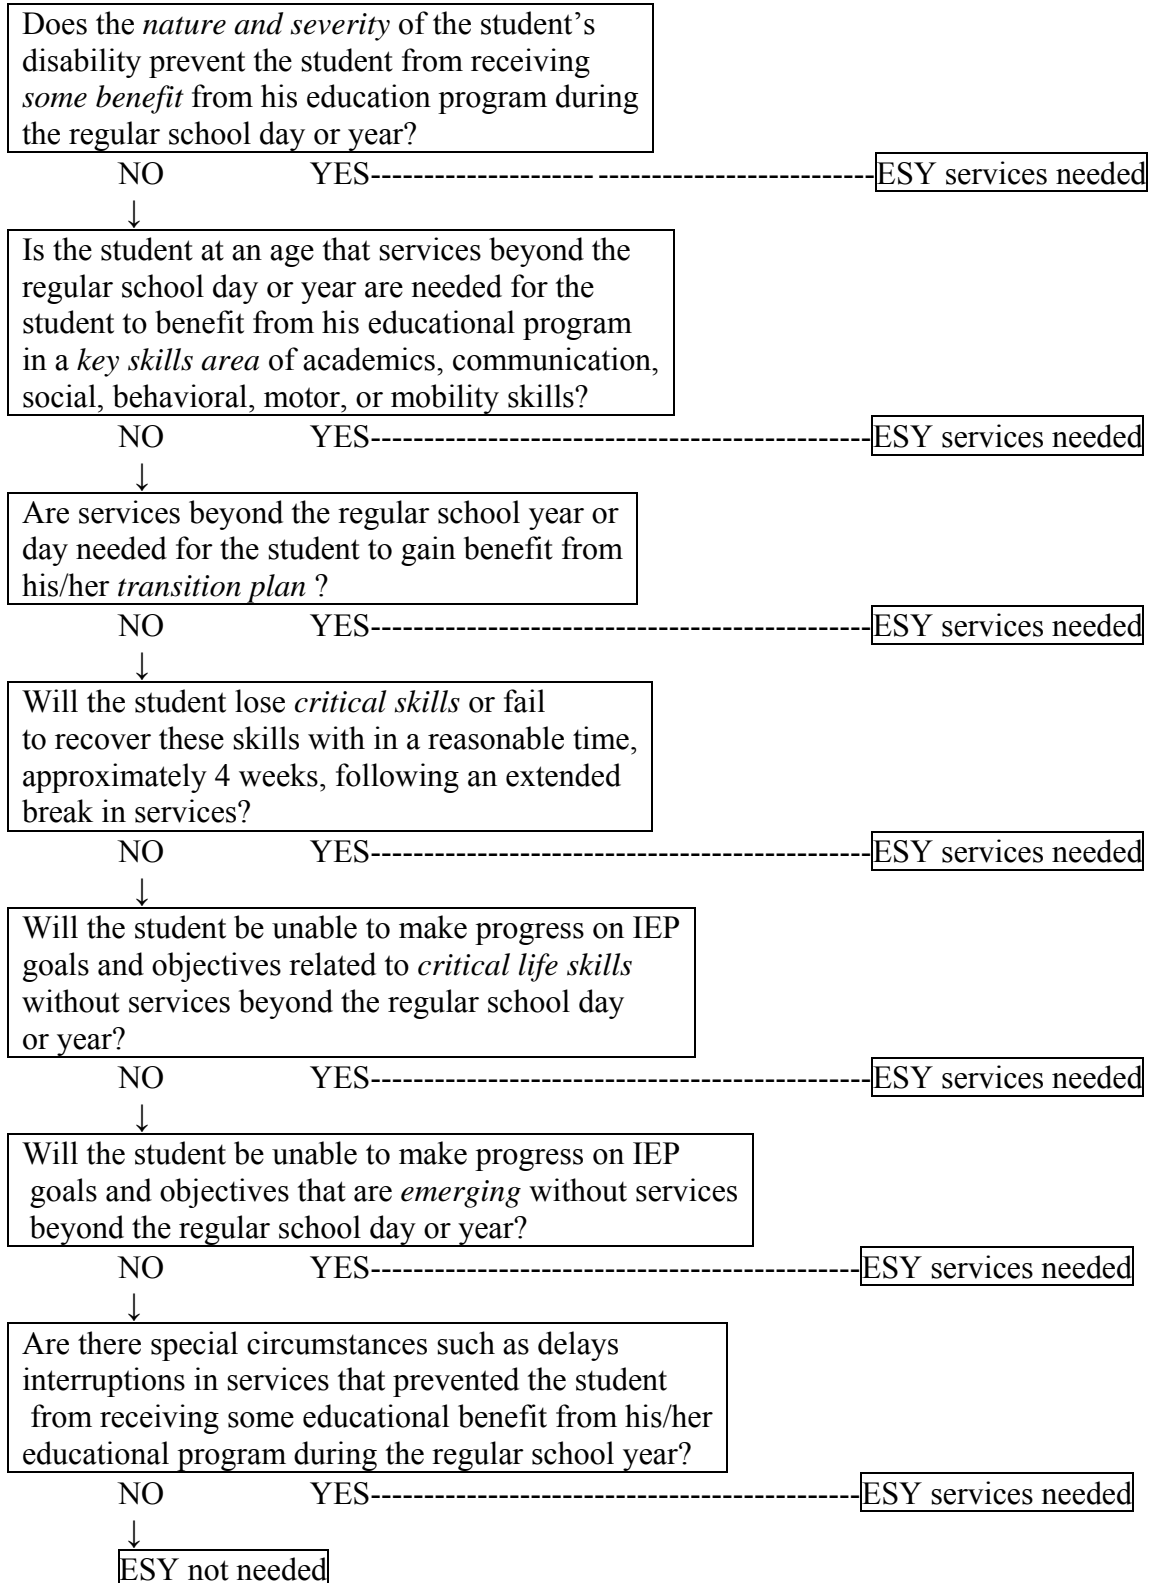 Does the nature and severity of the student’s
disability prevent the student from receiving
some benefit from his education program during
the regular school day or year?
NO YES--------------------- --------------------------ESY services needed
↓
Is the student at an age that services beyond the
regular school day or year are needed for the
student to benefit from his educational program
in a key skills area of academics, communication,
social, behavioral, motor, or mobility skills?
NO YES-----------------------------------------------ESY services needed
↓
Are services beyond the regular school year or
day needed for the student to gain benefit from
his/her transition plan ?
NO YES-----------------------------------------------ESY services needed
↓
Will the student lose critical skills or fail
to recover these skills with in a reasonable time,
approximately 4 weeks, following an extended
break in services?
NO YES-----------------------------------------------ESY services needed
↓
Will the student be unable to make progress on IEP
goals and objectives related to critical life skills
without services beyond the regular school day
or year?
NO YES-----------------------------------------------ESY services needed
↓
Will the student be unable to make progress on IEP
goals and objectives that are emerging without services
beyond the regular school day or year?
NO YES----------------------------------------------ESY services needed
↓
Are there special circumstances such as delays
interruptions in services that prevented the student
from receiving some educational benefit from his/her
educational program during the regular school year?
NO YES----------------------------------------------ESY services needed
↓
ESY not needed